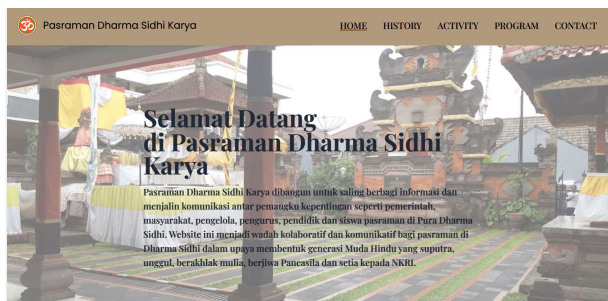 Pasraman Dharma Sidhi Karya
HOME HISTORY ACTIVITY PROGRAM CONTACT
Selamat Datang
di Pasraman Dharma Sidhi
Karya
Pasraman Dharma Sidhi Karya dibangun untuk saling berbagi informasi dan
menjalin komunikasi antar pemangku kepentingan seperti pemerintah,
masyarakat, pengelola, pengurus, pendidik dan siswa pasraman di Pura Dharma
Sidhi. Website ini menjadi wadah kolaboratif dan komunikatif bagi pasraman di
Dharma Sidhi dalam upaya membentuk generasi Muda Hindu yang suputra,
unggul, berakhlak mulia, berjiwa Pancasila dan setia kepada NKRI.